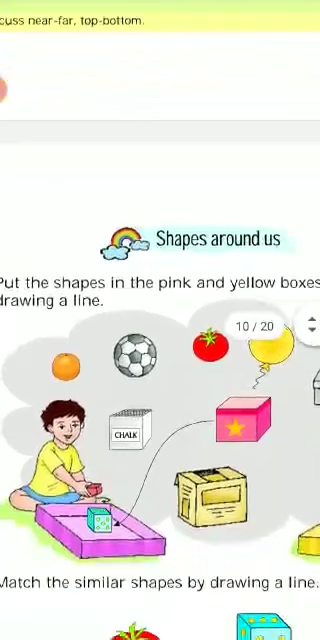 cuss near-far, top-bottom.
Shapes around us
Put the shapes in the pink and yellow boxes
drawing a line.
10 / 20
CHALK
Match the similar shapes by drawing a line.